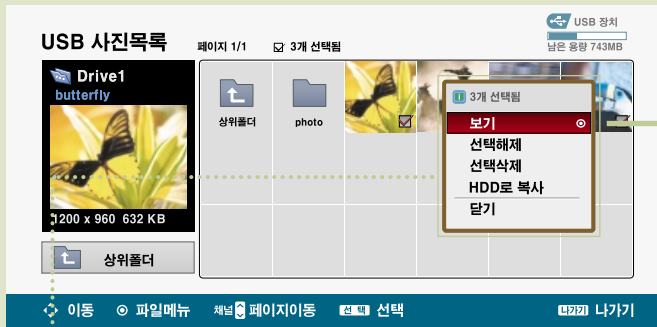 USB 장치
USB 사진목록 페이지 1/1 3개 선택됨 남은 용량 743MB
Drive1
butterfly
1200 x 960 632 KB
상위폴더
상위폴더 photo
3개 선택됨
보기
선택해제
선택삭제
HDD로 복사
닫기
이동 파일메뉴 채널 페이지이동 선택 선택 나가기 나가기